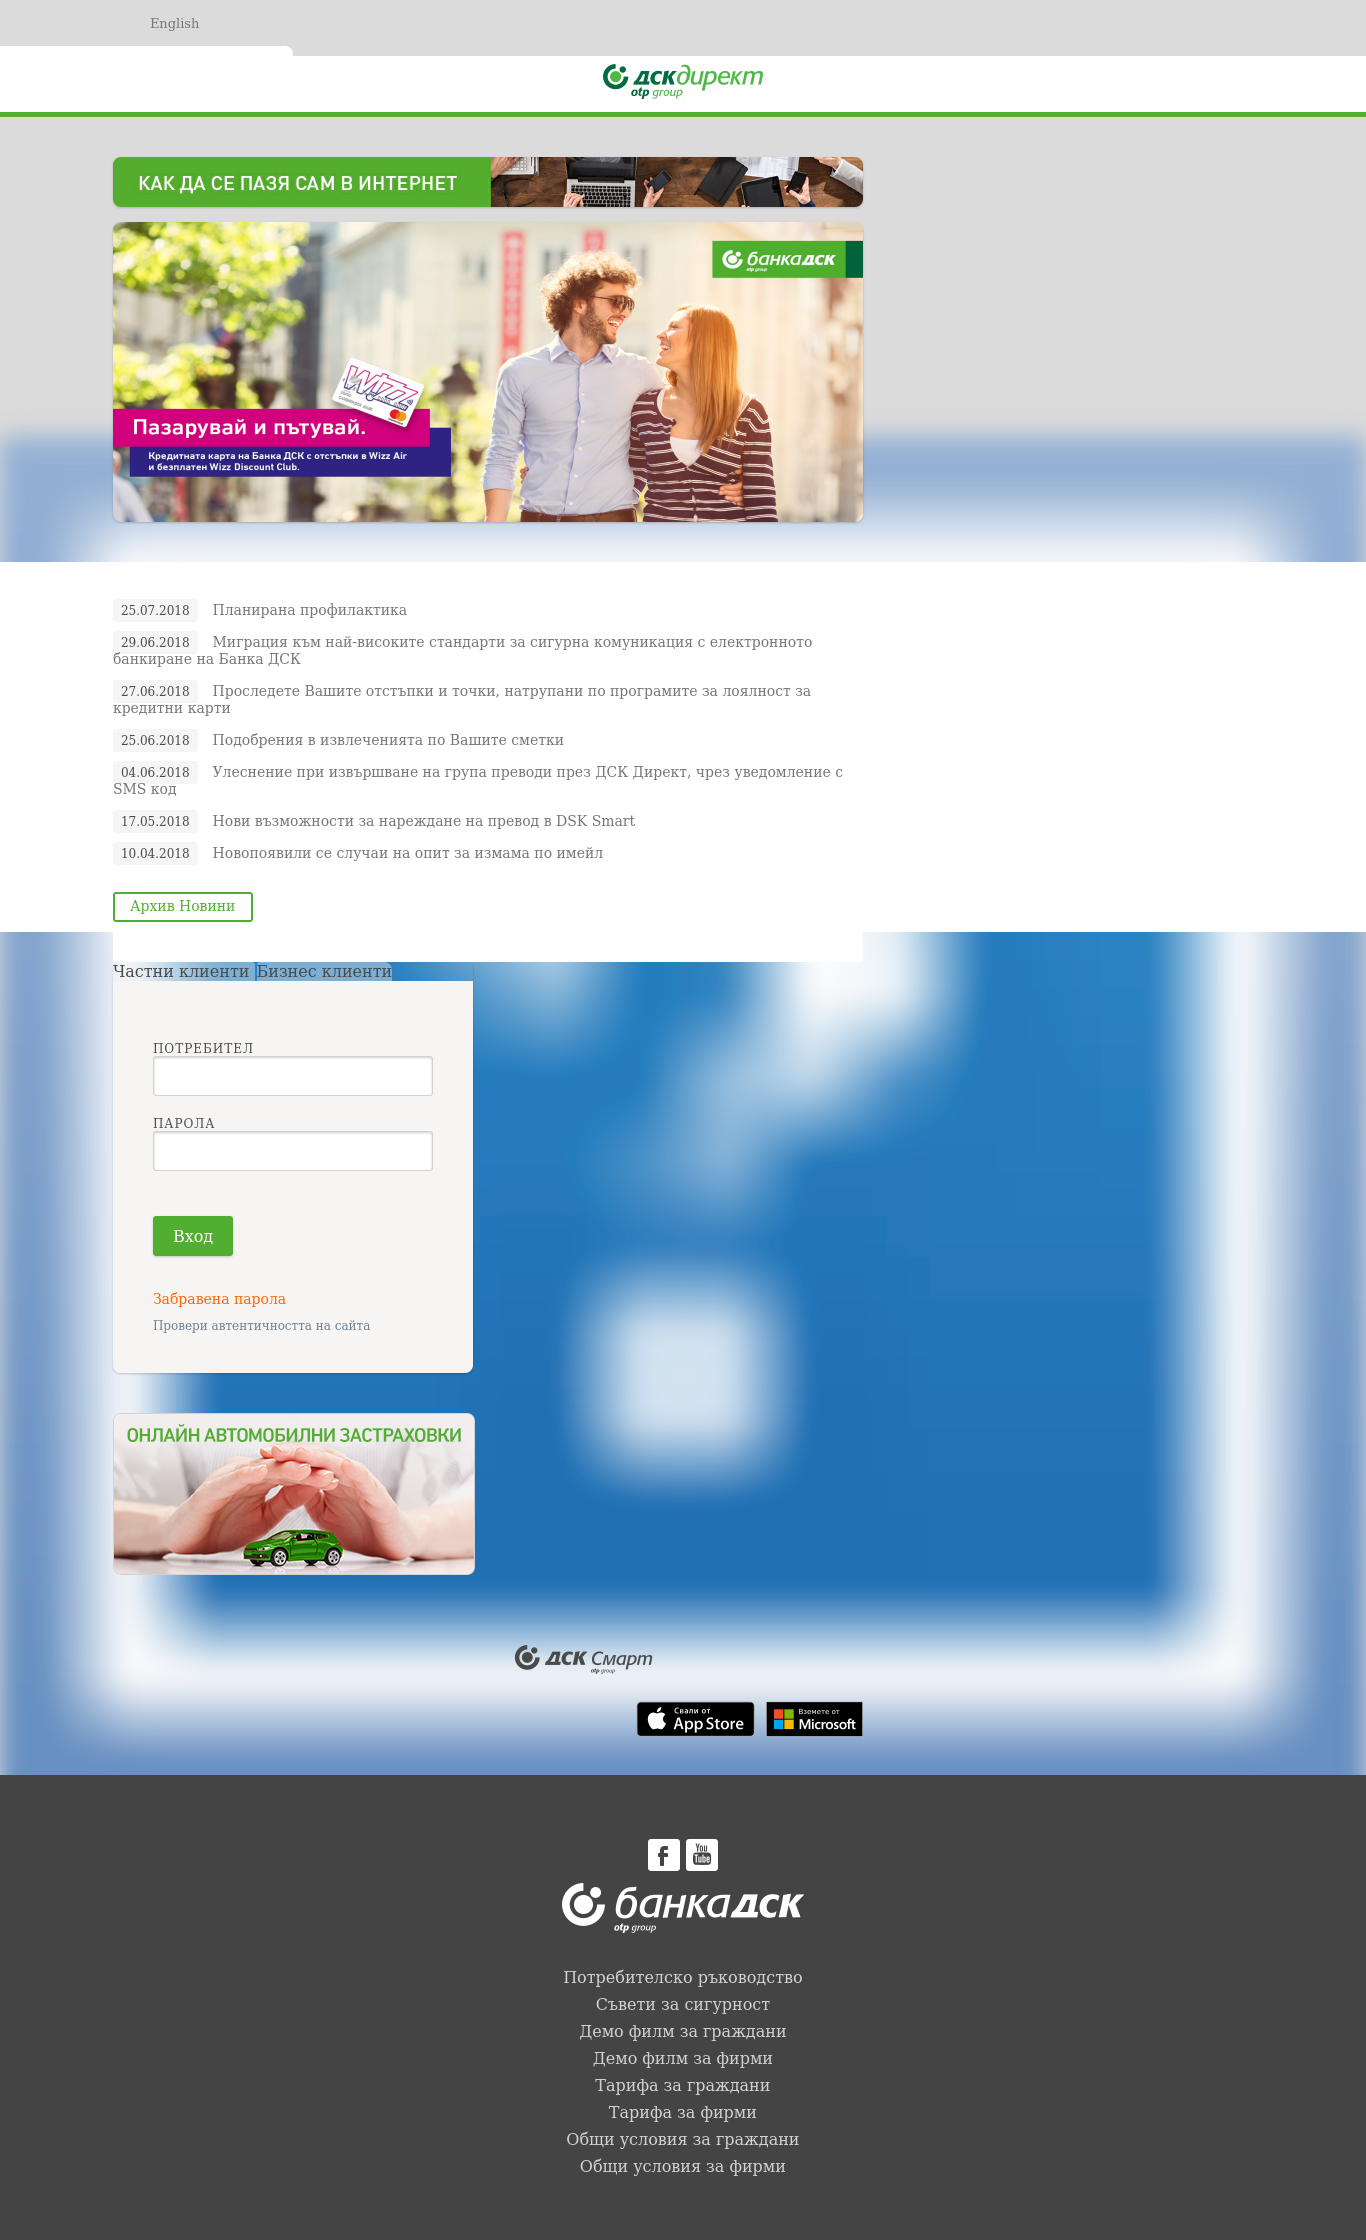 English
дскдирект
otp group
КАК ДА СЕ ПАЗЯ САМ В ИНТЕРНЕТ
банкадск
otp group
Wizz
Пазарувай и пътувай.
Кредитната карта на Банка ДСК с отстъпки в Wizz Air
и безплатен Wizz Discount Club.
25.07.2018 Планирана профилактика
29.06.2018 Миграция към най-високите стандарти за сигурна комуникация с електронното
банкиране на Банка ДСК
27.06.2018 Проследете Вашите отстъпки и точки, натрупани по програмите за лоялност за
кредитни карти
25.06.2018 Подобрения в извлеченията по Вашите сметки
04.06.2018 Улеснение при извършване на група преводи през ДСК Директ, чрез уведомление с
SMS код
17.05.2018 Нови възможности за нареждане на превод в DSK Smart
10.04.2018 Новопоявили се случаи на опит за измама по имейл
Архив Новини
Частни клиенти Бизнес клиенти
ПОТРЕБИТЕЛ
ПАРОЛА
Вход
Забравена парола
Провери автентичността на сайта
ОНЛАЙН АВТОМОБИЛНИ ЗАСТРАХОВКИ
ДСК Смарт
otp group
Свали от
App Store
Вземете от
Microsoft
f
You
Tube
банкадск
otp group
Потребителско ръководство
Съвети за сигурност
Демо филм за граждани
Демо филм за фирми
Тарифа за граждани
Тарифа за фирми
Общи условия за граждани
Общи условия за фирми